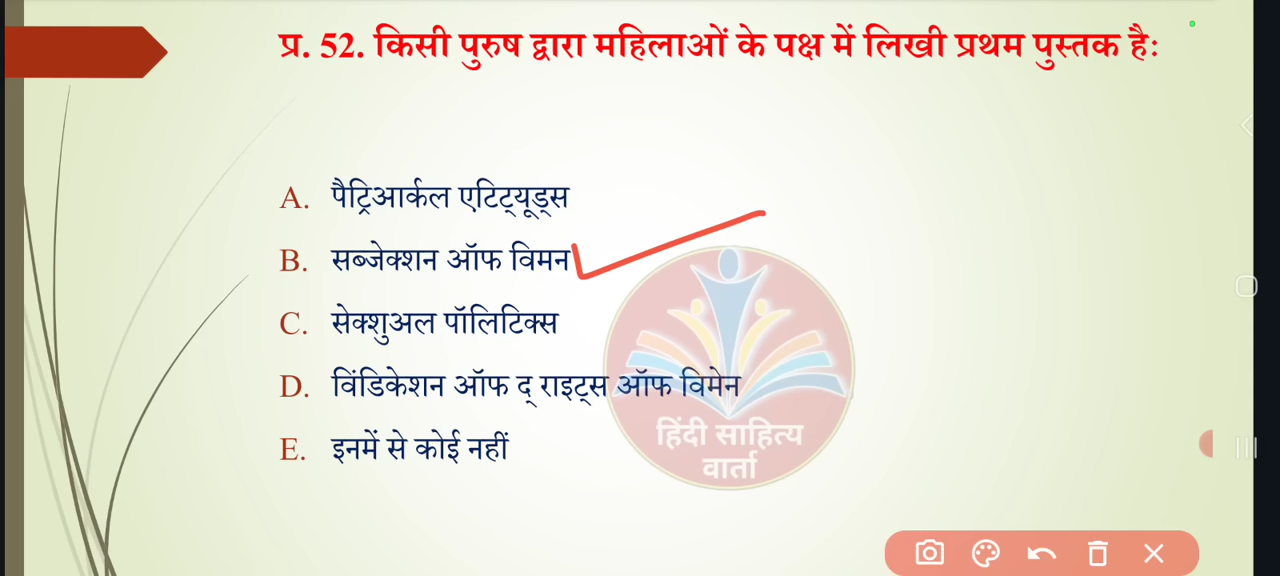 प्र. 52. किसी पुरुष द्वारा महिलाओं के पक्ष में लिखी प्रथम पुस्तक है:
A. पैट्रिआर्कल एटिट्यूड्स
B. सब्जेक्शन ऑफ विमन
C. सेक्शुअल पॉलिटिक्स
D. विंडिकेशन ऑफ द् राइट्स ऑफ विमेन
E. इनमें से कोई नहीं
हिंदी साहित्य
वार्ता